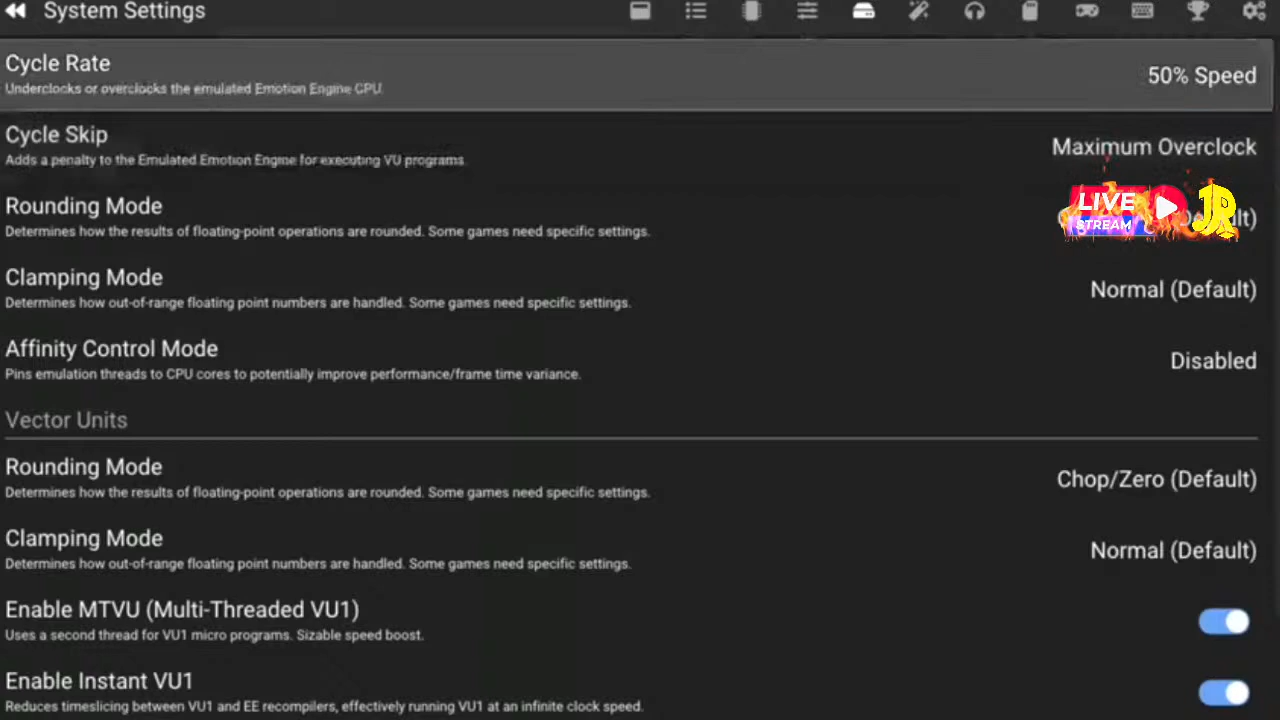 System Settings
Cycle Rate
50% Speed
Underclocks or overclocks the emulated Emotion Engine CPU.
Cycle Skip
Maximum Overclock
Adds a penalty to the Emulated Emotion Engine for executing VU programs.
Rounding Mode
LIVE
STREAM
JR
Determines how the results of floating-point operations are rounded. Some games need specific settings.
Clamping Mode
Normal (Default)
Determines how out-of-range floating point numbers are handled. Some games need specific settings.
Affinity Control Mode
Disabled
Pins emulation threads to CPU cores to potentially improve performance/frame time variance.
Vector Units
Rounding Mode
Chop/Zero (Default)
Determines how the results of floating-point operations are rounded. Some games need specific settings.
Clamping Mode
Normal (Default)
Determines how out-of-range floating point numbers are handled. Some games need specific settings.
Enable MTVU (Multi-Threaded VU1)
Uses a second thread for VU1 micro programs. Sizable speed boost.
Enable Instant VU1
Reduces timeslicing between VU1 and EE recompilers, effectively running VU1 at an infinite clock speed.